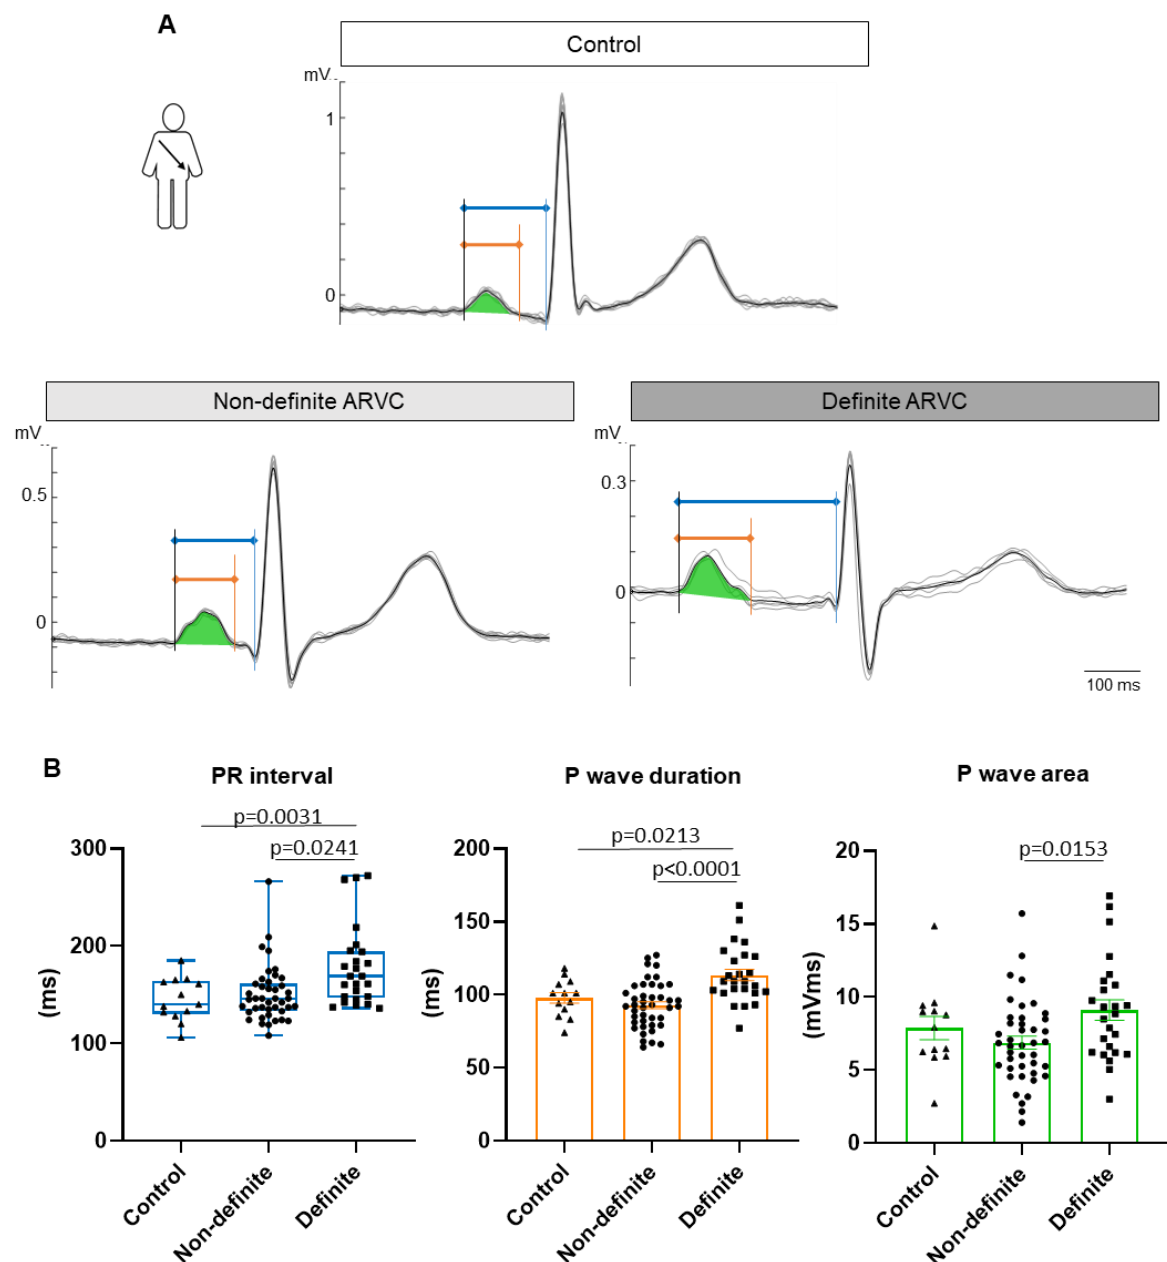 A
Control
mV
1
0
Non-definite ARVC
Definite ARVC
mV
0.5
0
mV
0.3
0
100 ms
B
PR interval
P wave duration
P wave area
p=0.0031
p=0.0241
p=0.0213
p<0.0001
p=0.0153
300
200
100
0
(ms)
Control
Non-definite
Definite
200
150
100
50
0
(ms)
Control
Non-definite
Definite
20
15
10
5
0
(mVms)
Control
Non-definite
Definite